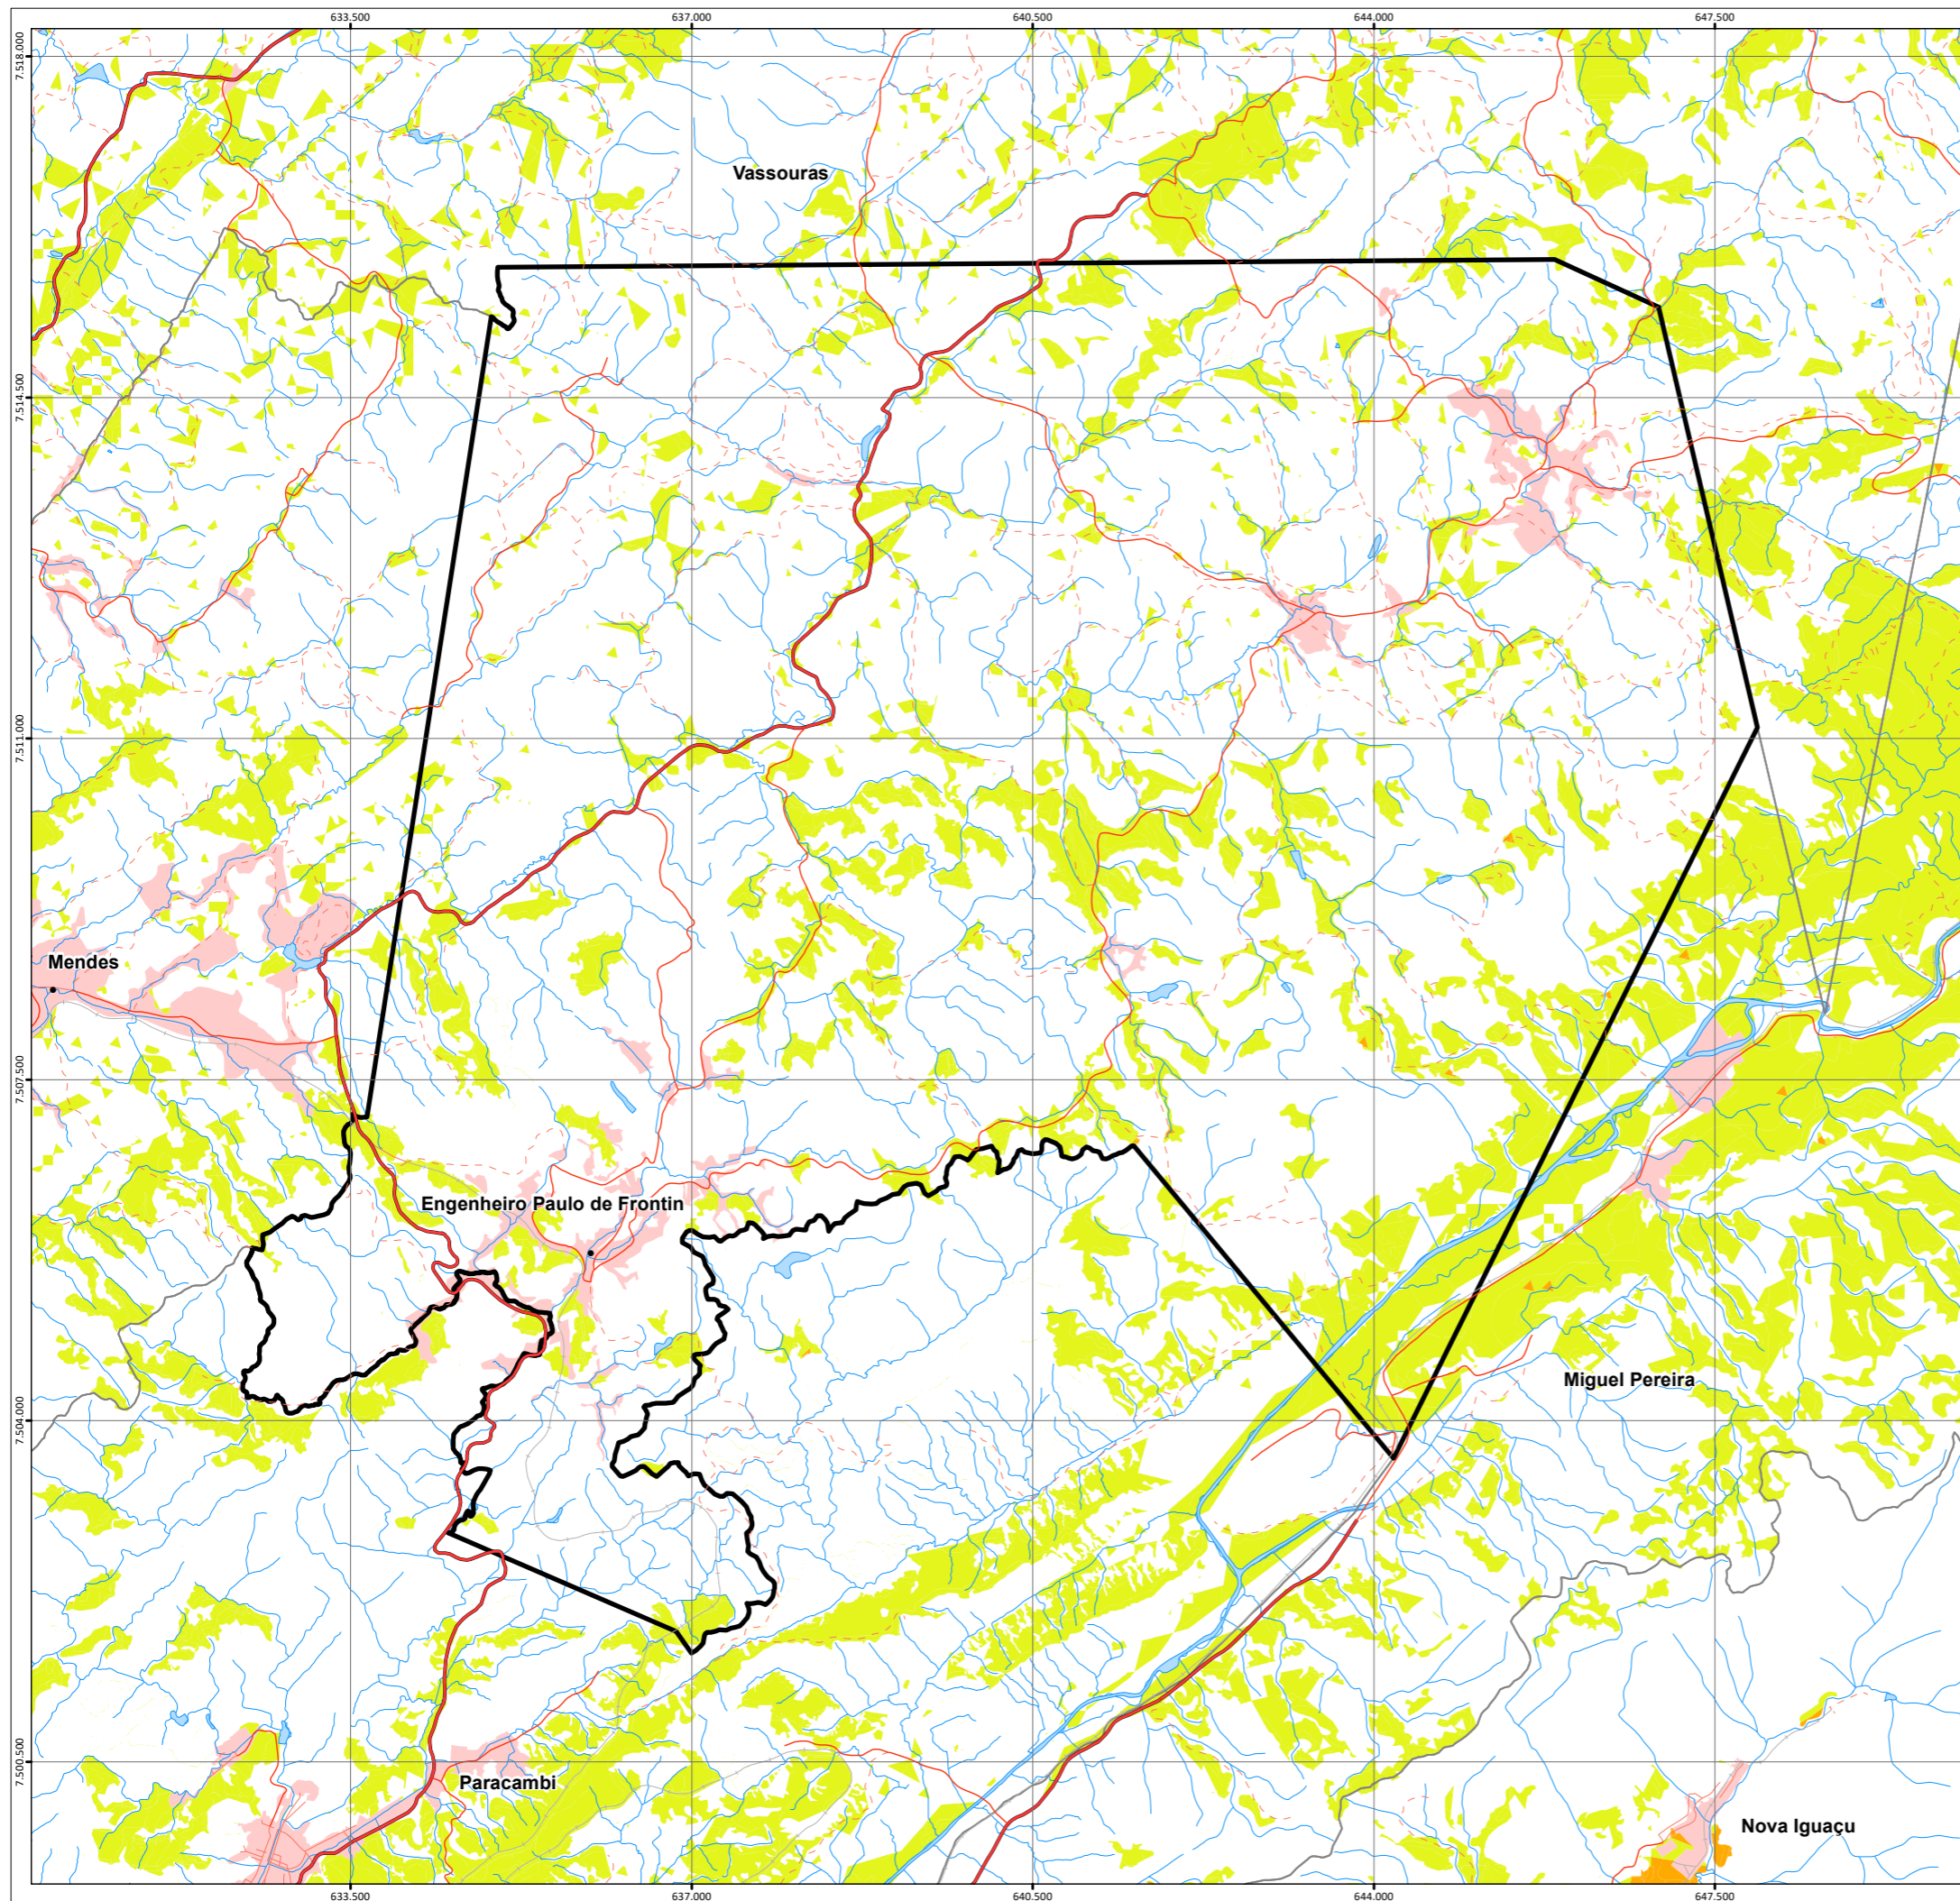 633.500 637.000 640.500 644.000 647.500
7.518.000
Vassouras
7.514.500
7.511.000
Mendes
7.507.500
Engenheiro Paulo de Frontin
Miguel Pereira
7.504.000
7.500.500
Paracambi
Nova Iguaçu
633.500 637.000 640.500 644.000 647.500